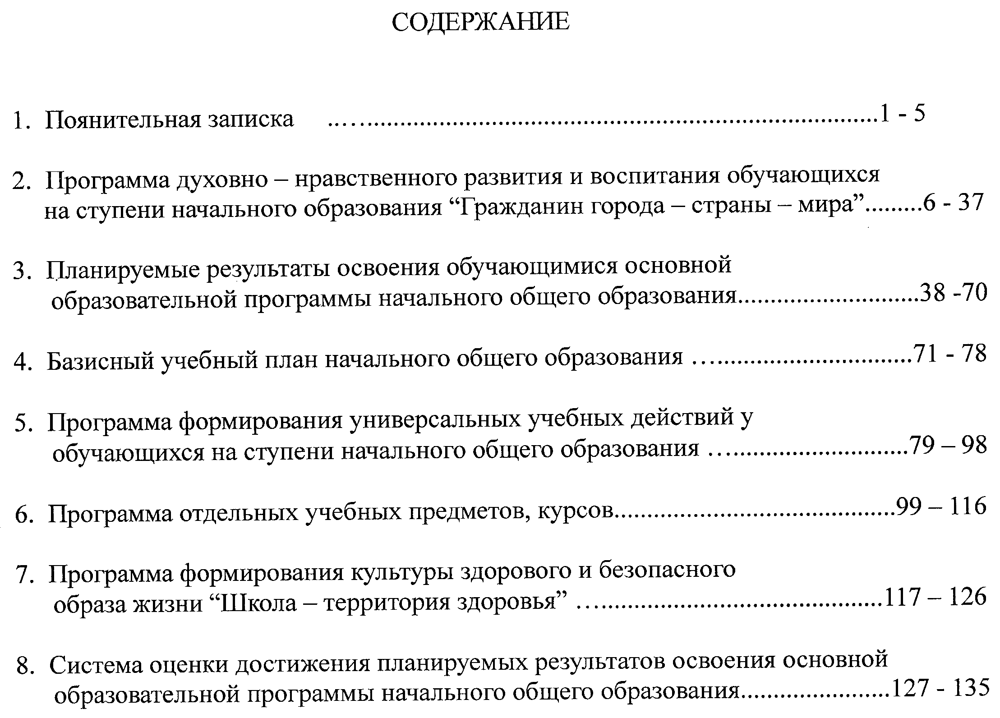 СОДЕРЖАНИЕ
1. Поянительная записка ..............................................................................1 - 5
2. Программа духовно – нравственного развития и воспитания обучающихся
на ступени начального образования “Гражданин города – страны – мира”.........6 - 37
3. Планируемые результаты освоения обучающимися основной
образовательной программы начального общего образования............................38 -70
4. Базисный учебный план начального общего образования .................................71 - 78
5. Программа формирования универсальных учебных действий у
обучающихся на ступени начального общего образования ..............................79 – 98
6. Программа отдельных учебных предметов, курсов...........................................99 – 116
7. Программа формирования культуры здорового и безопасного
образа жизни “Школа – территория здоровья” ..............................................117 – 126
8. Система оценки достижения планируемых результатов освоения основной
образовательной программы начального общего образования.......................127 - 135